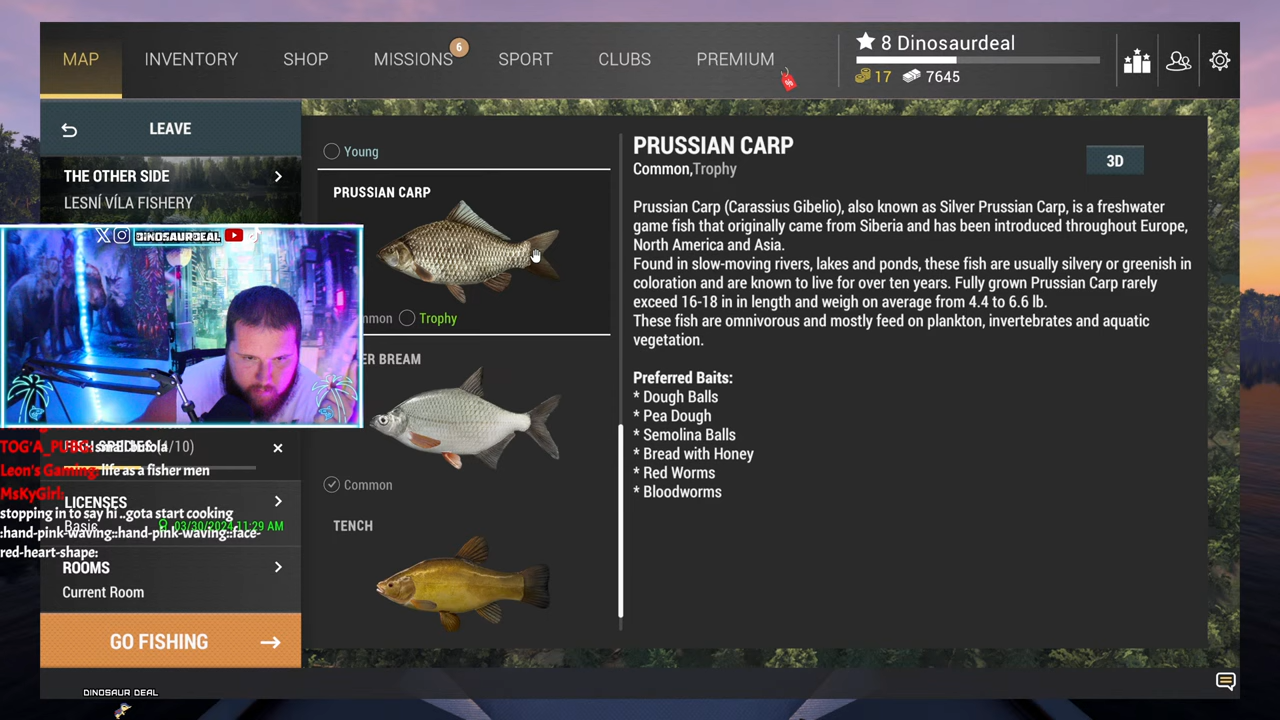 MAP
INVENTORY
SHOP
MISSIONS
6
SPORT
CLUBS
PREMIUM
%
8 Dinosaurdeal
17
7645
LEAVE
THE OTHER SIDE
LESNÍ VÍLA FISHERY
DINOSAURDEAL
SPECIES
/10)
TOG'A_PUBG:
Leon's Gaming: life as a fisher men
MsKyGirl:
LICENSES
stopping in to say hi ..gota start cooking
Basic
03/30/2024 11:29 AM
:hand-pink-waving::hand-pink-waving::face-
red-heart-shape:
ROOMS
Current Room
GO FISHING
DINOSAUR DEAL
Young
PRUSSIAN CARP
Trophy
BREAM
Common
TENCH
PRUSSIAN CARP
Common,Trophy
3D
Prussian Carp (Carassius Gibelio), also known as Silver Prussian Carp, is a freshwater
game fish that originally came from Siberia and has been introduced throughout Europe,
North America and Asia.
Found in slow-moving rivers, lakes and ponds, these fish are usually silvery or greenish in
coloration and are known to live for over ten years. Fully grown Prussian Carp rarely
exceed 16-18 in in length and weigh on average from 4.4 to 6.6 lb.
These fish are omnivorous and mostly feed on plankton, invertebrates and aquatic
vegetation.
Preferred Baits:
* Dough Balls
* Pea Dough
* Semolina Balls
* Bread with Honey
* Red Worms
* Bloodworms